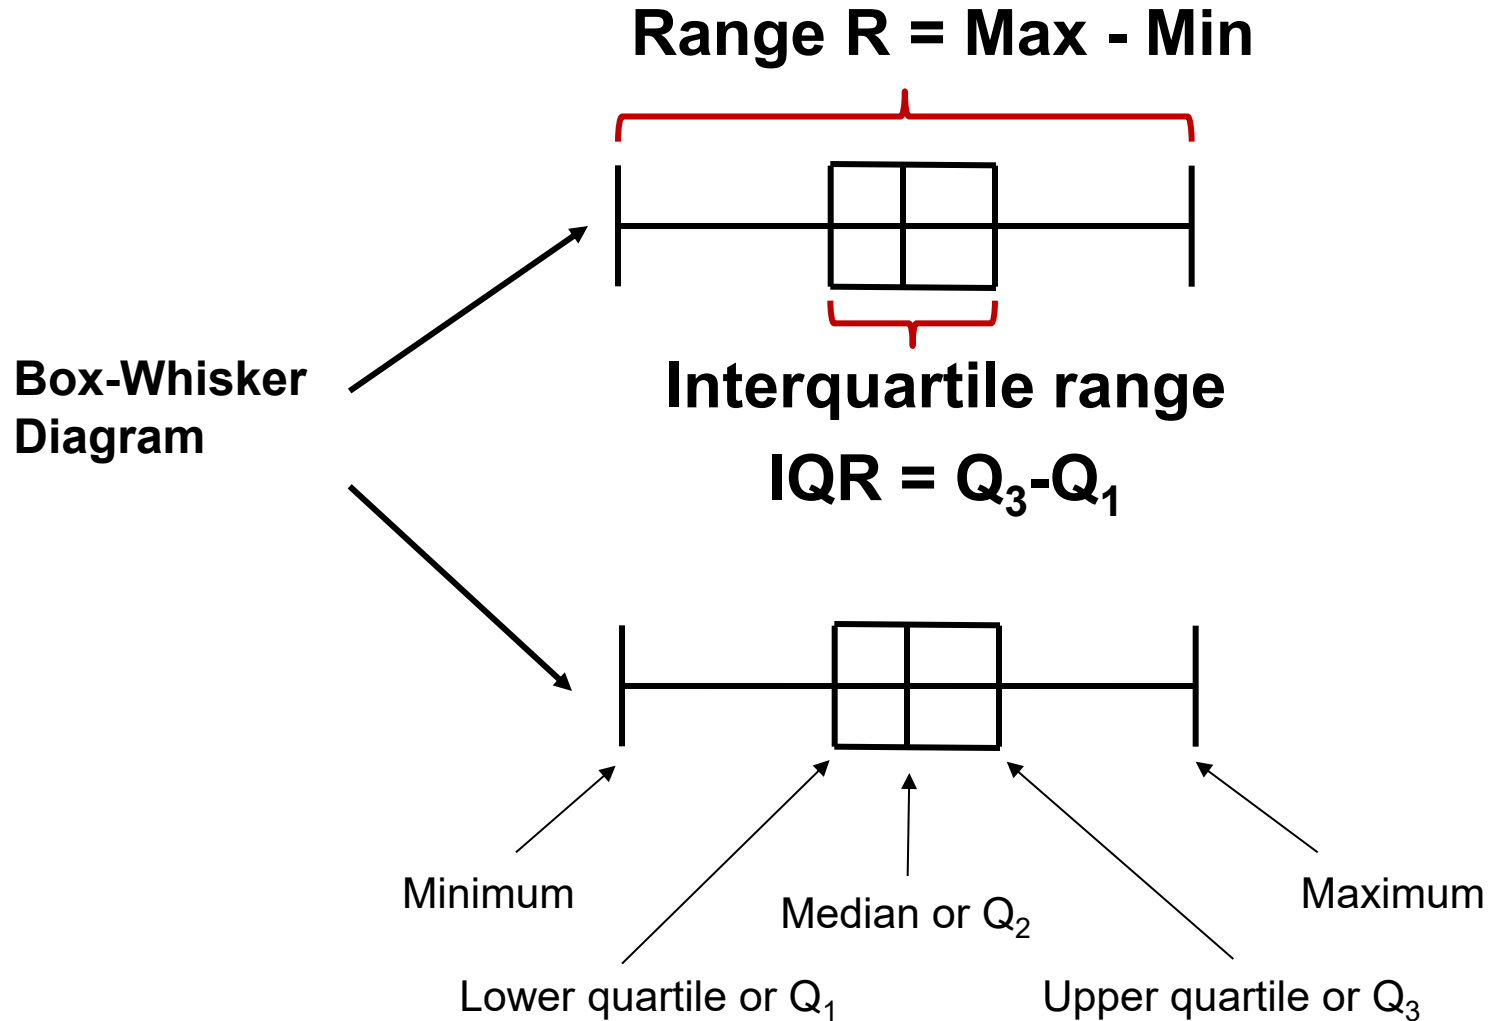 Range R = Max - Min
Box-Whisker
Diagram
Interquartile range
IQR = Q₃-Q₁
Minimum
Median or Q₂
Maximum
Lower quartile or Q₁
Upper quartile or Q₃